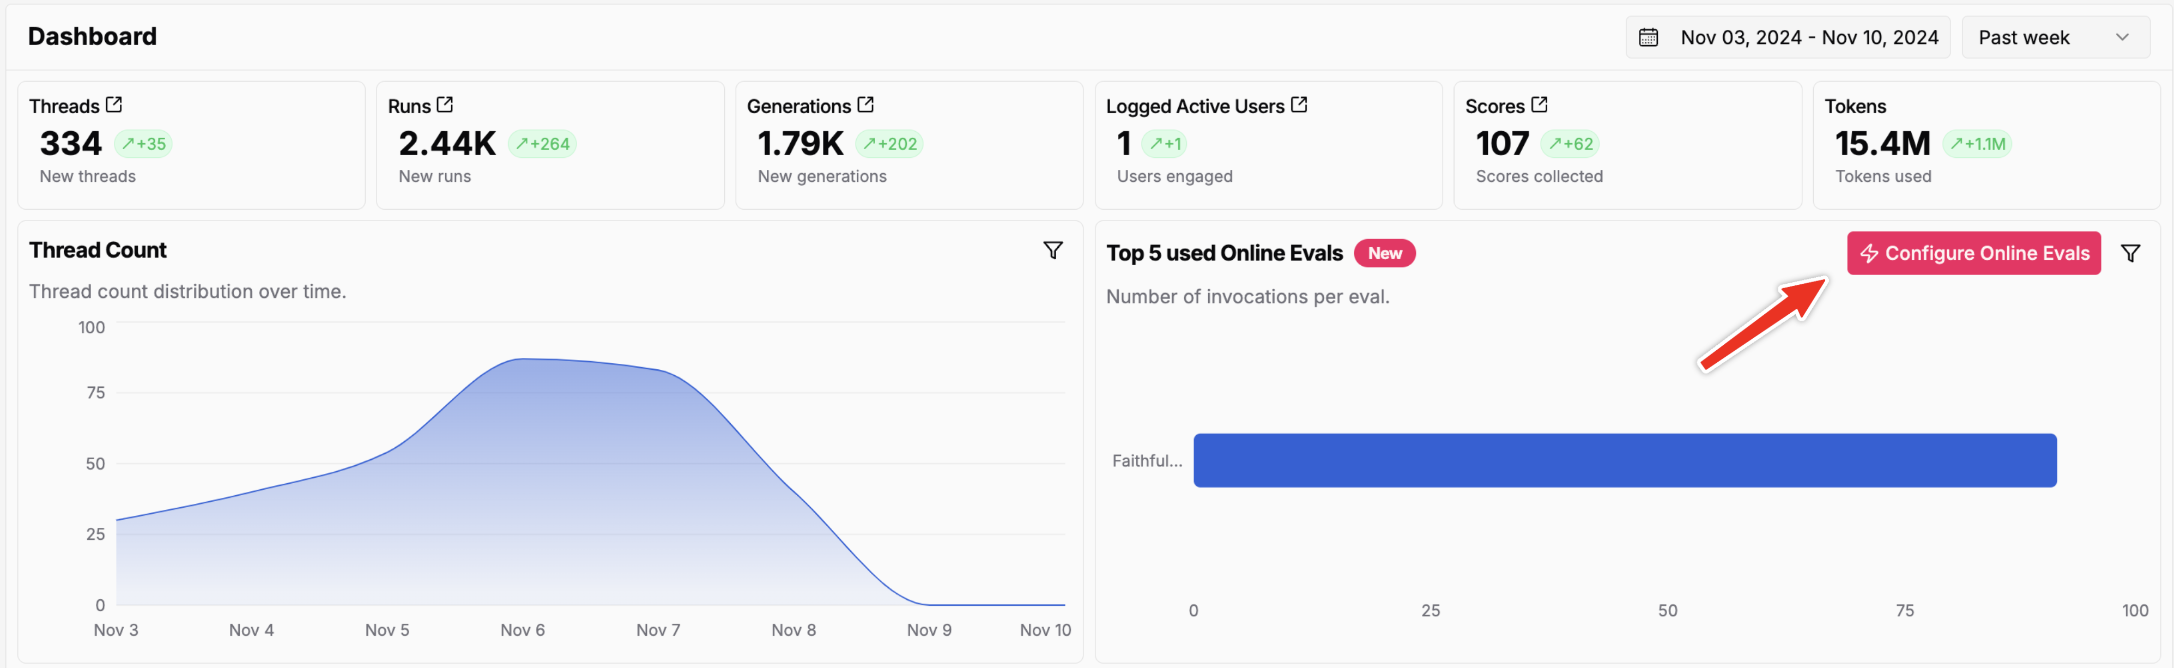 Dashboard
Nov 03, 2024 - Nov 10, 2024
Past week
Threads
334
+35
New threads
Runs
2.44K
+264
New runs
Generations
1.79K
+202
New generations
Logged Active Users
1
+1
Users engaged
Scores
107
+62
Scores collected
Tokens
15.4M
+1.1M
Tokens used
Thread Count
Thread count distribution over time.
100
75
50
25
0
Nov 3 Nov 4 Nov 5 Nov 6 Nov 7 Nov 8 Nov 9 Nov 10
Top 5 used Online Evals
New
Configure Online Evals
Number of invocations per eval.
Faithful...
0 25 50 75 100